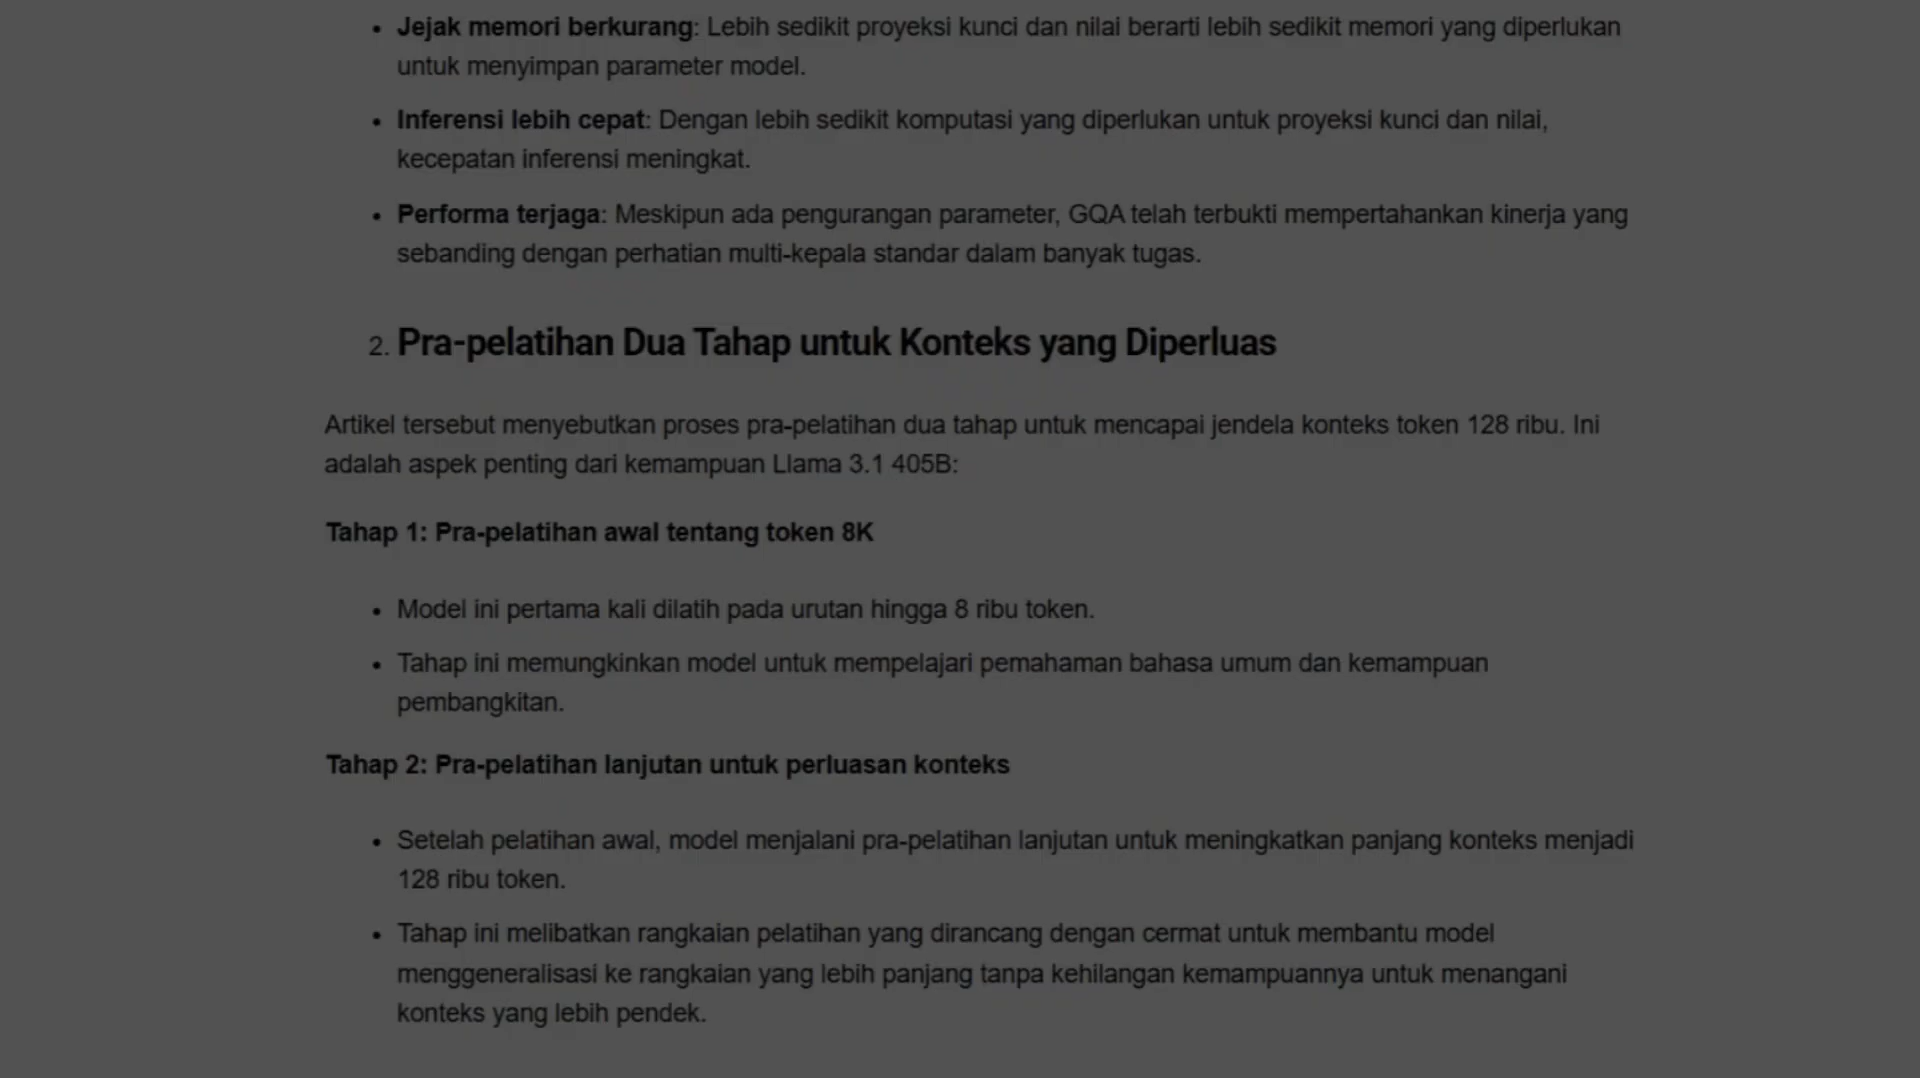 • Jejak memori berkurang: Lebih sedikit proyeksi kunci dan nilai berarti lebih sedikit memori yang diperlukan
untuk menyimpan parameter model.
• Inferensi lebih cepat: Dengan lebih sedikit komputasi yang diperlukan untuk proyeksi kunci dan nilai,
kecepatan inferensi meningkat.
• Performa terjaga: Meskipun ada pengurangan parameter, GQA telah terbukti mempertahankan kinerja yang
sebanding dengan perhatian multi-kepala standar dalam banyak tugas.
2. Pra-pelatihan Dua Tahap untuk Konteks yang Diperluas
Artikel tersebut menyebutkan proses pra-pelatihan dua tahap untuk mencapai jendela konteks token 128 ribu. Ini
adalah aspek penting dari kemampuan Llama 3.1 405B:
Tahap 1: Pra-pelatihan awal tentang token 8K
• Model ini pertama kali dilatih pada urutan hingga 8 ribu token.
• Tahap ini memungkinkan model untuk mempelajari pemahaman bahasa umum dan kemampuan
pembangkitan.
Tahap 2: Pra-pelatihan lanjutan untuk perluasan konteks
• Setelah pelatihan awal, model menjalani pra-pelatihan lanjutan untuk meningkatkan panjang konteks menjadi
128 ribu token.
• Tahap ini melibatkan rangkaian pelatihan yang dirancang dengan cermat untuk membantu model
menggeneralisasi ke rangkaian yang lebih panjang tanpa kehilangan kemampuannya untuk menangani
konteks yang lebih pendek.